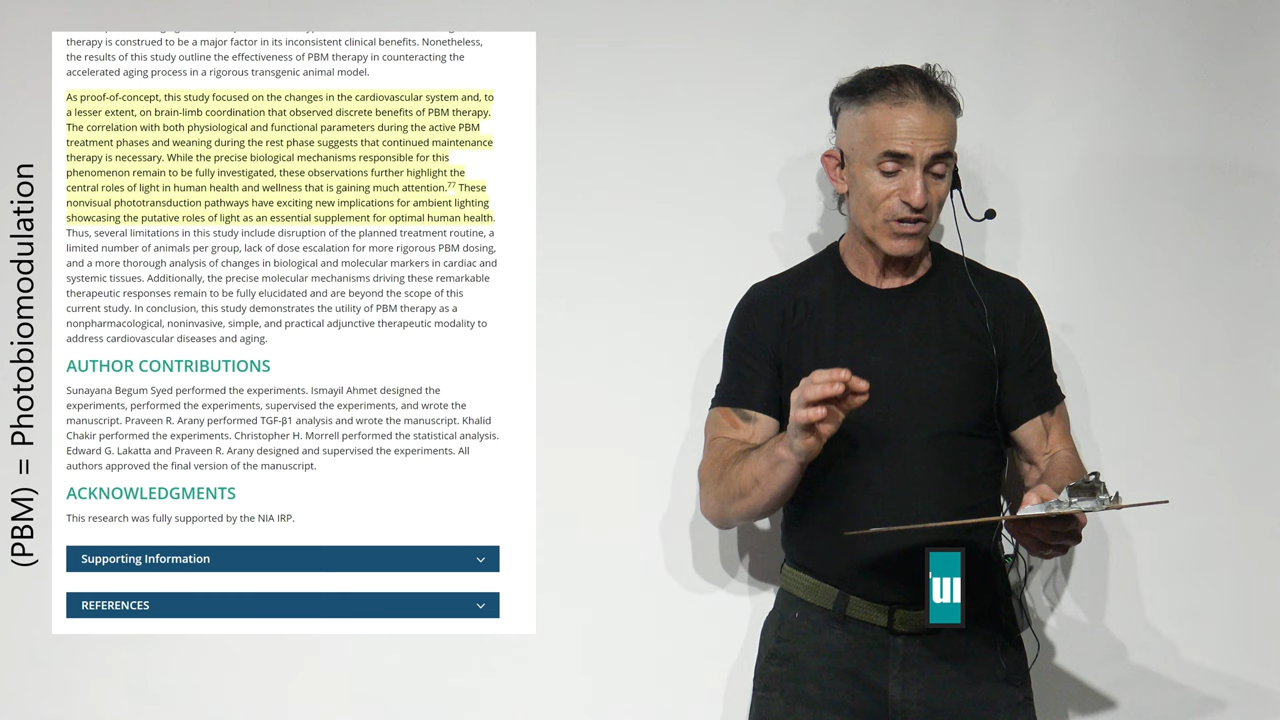 (PBM) = Photobiomodulation
therapy is construed to be a major factor in its inconsistent clinical benefits. Nonetheless,
the results of this study outline the effectiveness of PBM therapy in counteracting the
accelerated aging process in a rigorous transgenic animal model.
As proof-of-concept, this study focused on the changes in the cardiovascular system and, to
a lesser extent, on brain-limb coordination that observed discrete benefits of PBM therapy.
The correlation with both physiological and functional parameters during the active PBM
treatment phases and weaning during the rest phase suggests that continued maintenance
therapy is necessary. While the precise biological mechanisms responsible for this
phenomenon remain to be fully investigated, these observations further highlight the
central roles of light in human health and wellness that is gaining much attention.77 These
nonvisual phototransduction pathways have exciting new implications for ambient lighting
showcasing the putative roles of light as an essential supplement for optimal human health.
Thus, several limitations in this study include disruption of the planned treatment routine, a
limited number of animals per group, lack of dose escalation for more rigorous PBM dosing,
and a more thorough analysis of changes in biological and molecular markers in cardiac and
systemic tissues. Additionally, the precise molecular mechanisms driving these remarkable
therapeutic responses remain to be fully elucidated and are beyond the scope of this
current study. In conclusion, this study demonstrates the utility of PBM therapy as a
nonpharmacological, noninvasive, simple, and practical adjunctive therapeutic modality to
address cardiovascular diseases and aging.
AUTHOR CONTRIBUTIONS
Sunayana Begum Syed performed the experiments. Ismayil Ahmet designed the
experiments, performed the experiments, supervised the experiments, and wrote the
manuscript. Praveen R. Arany performed TGF-β1 analysis and wrote the manuscript. Khalid
Chakir performed the experiments. Christopher H. Morrell performed the statistical analysis.
Edward G. Lakatta and Praveen R. Arany designed and supervised the experiments. All
authors approved the final version of the manuscript.
ACKNOWLEDGMENTS
This research was fully supported by the NIA IRP.
Supporting Information
REFERENCES